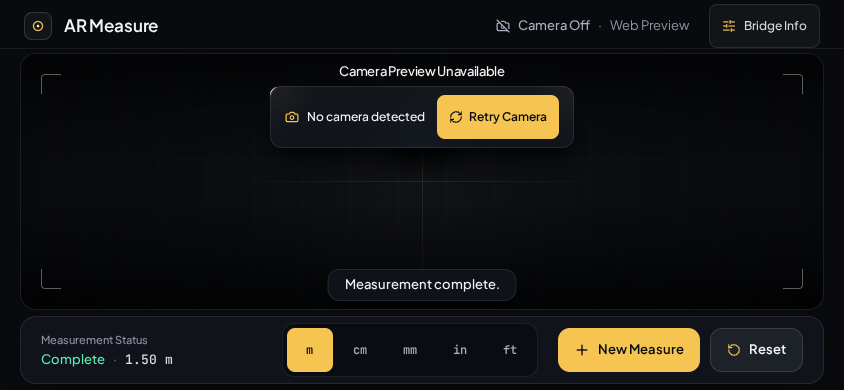 AR Measure
Camera Off · Web Preview
Bridge Info
Camera Preview Unavailable
No camera detected
Retry Camera
Measurement complete.
Measurement Status
Complete · 1.50 m
m cm mm in ft
New Measure
Reset